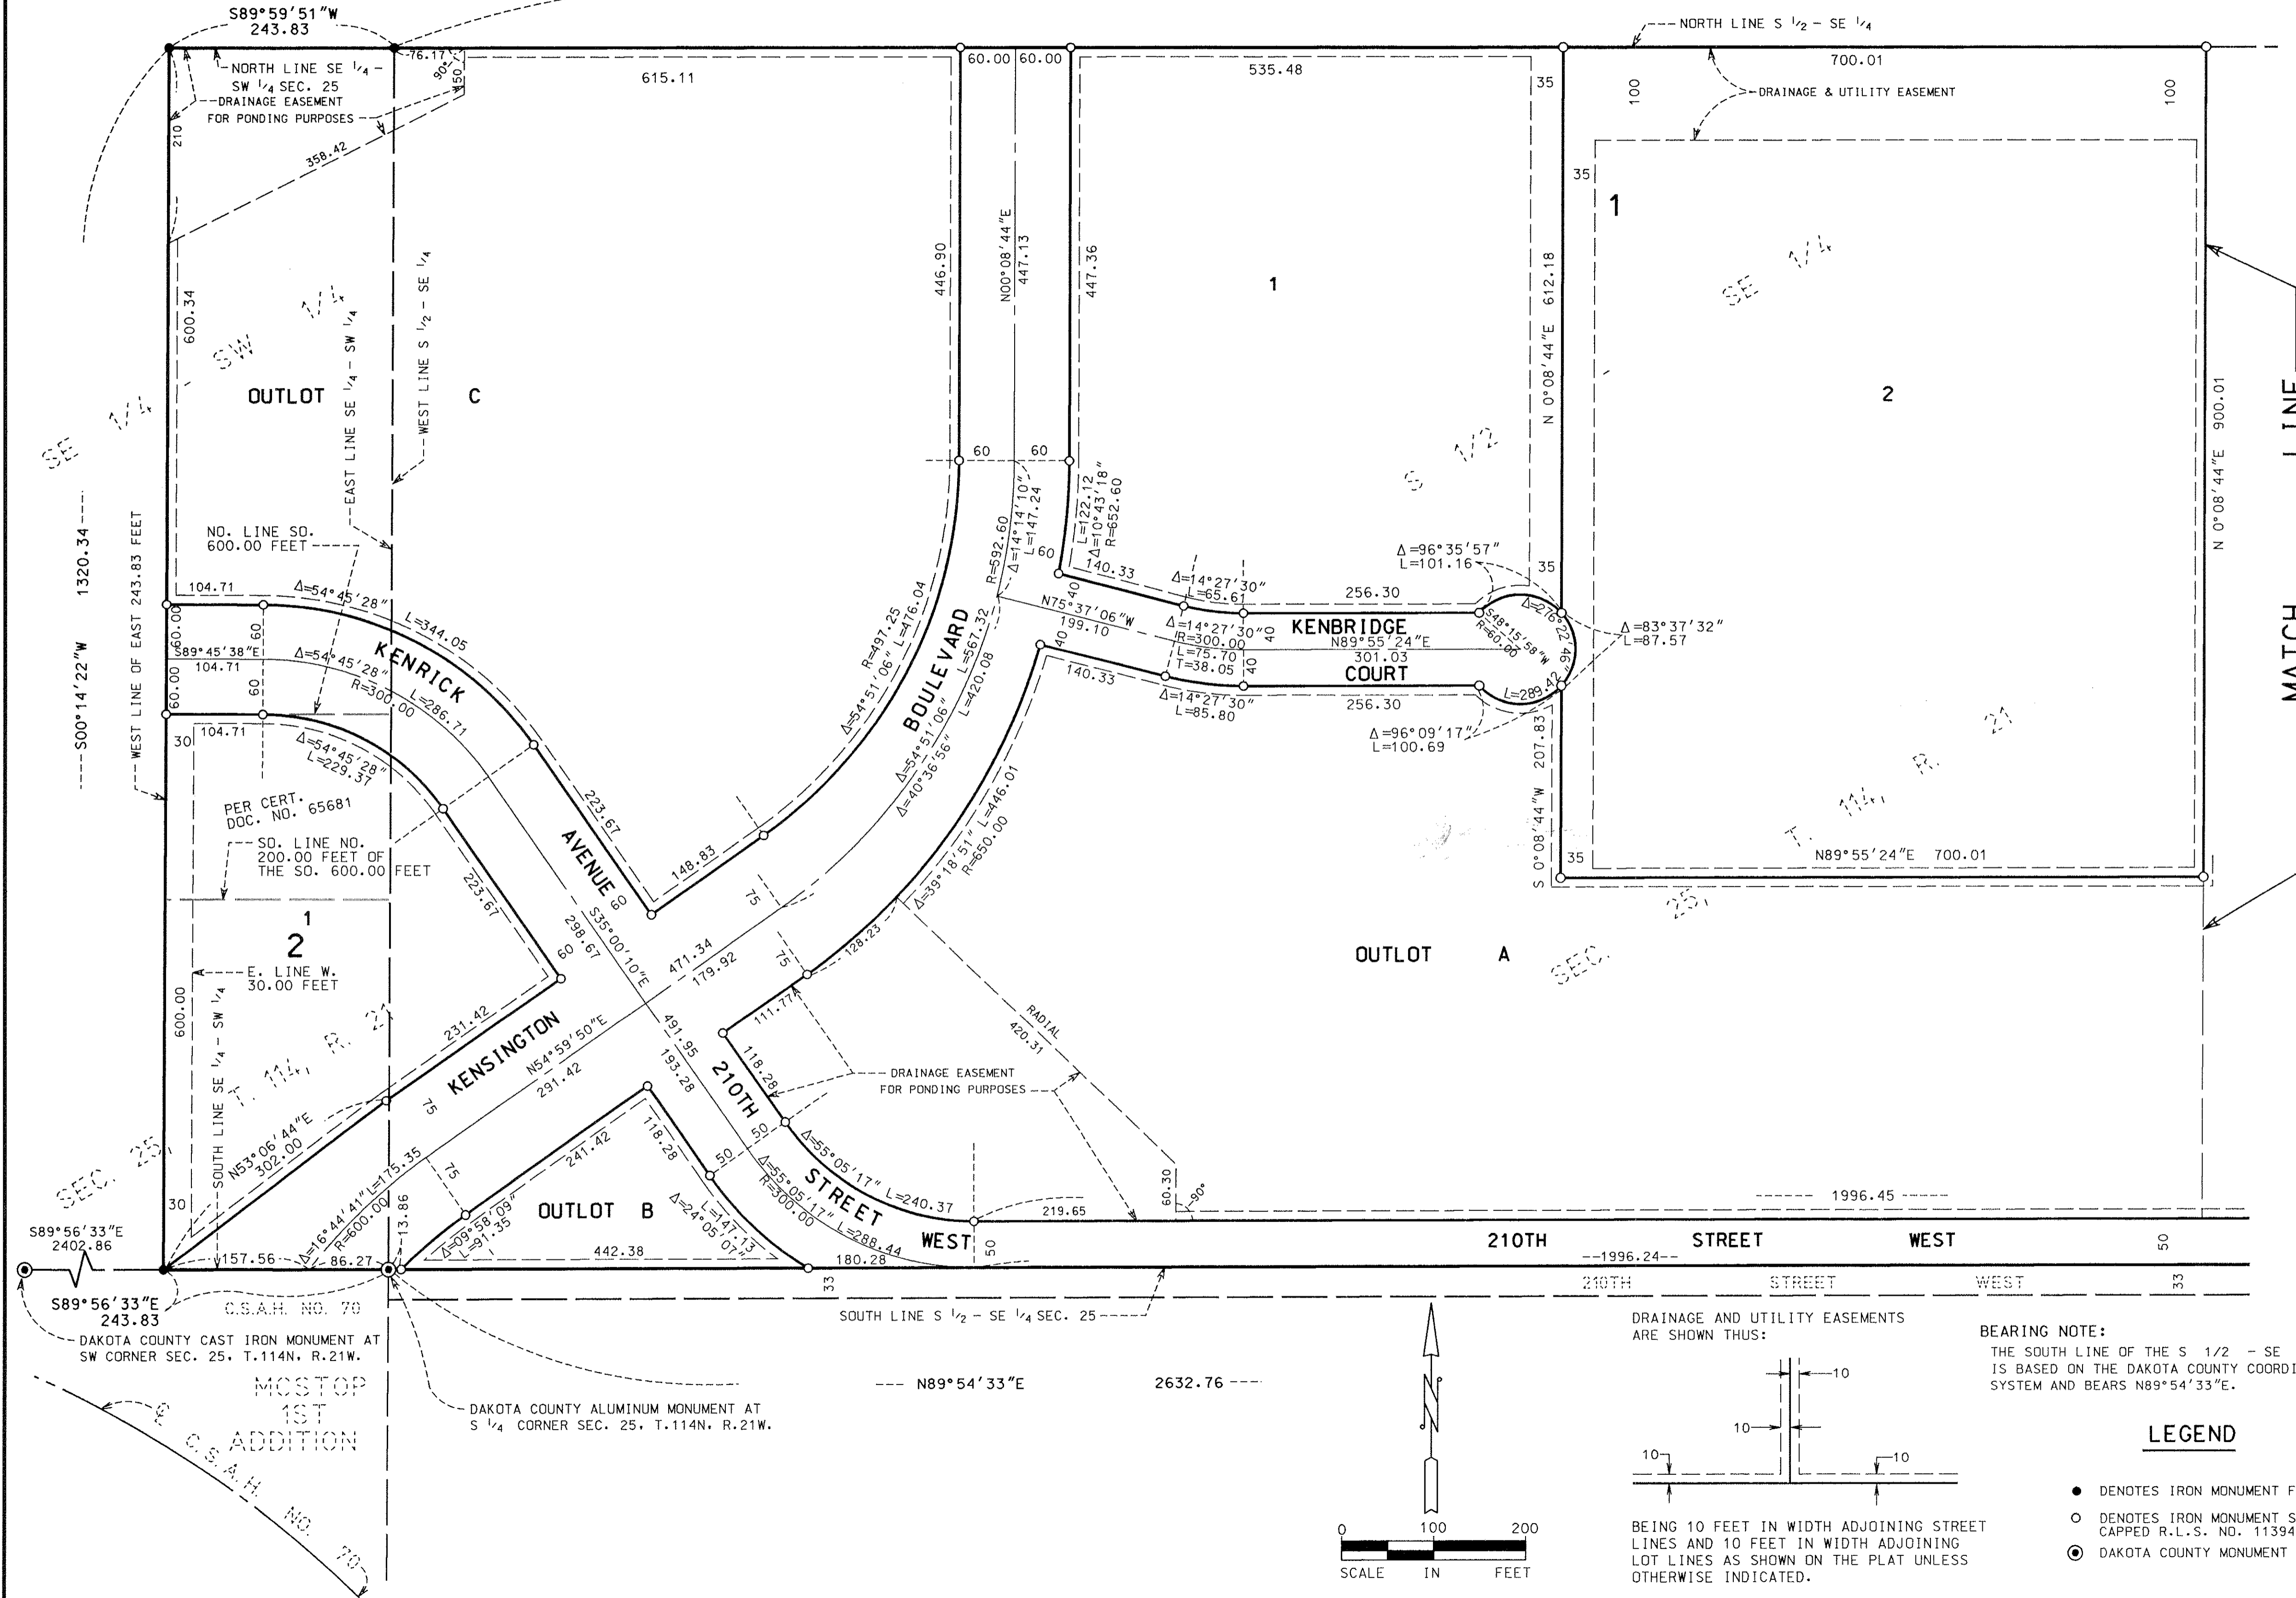 S89°59'51"W
243.83
NORTH LINE S 1/2 - SE 1/4
NORTH LINE SE 1/4 -
SW 1/4 SEC. 25
DRAINAGE EASEMENT
FOR PONDING PURPOSES
76.17
90°
50
615.11
60.00
60.00
535.48
35
700.01
100
100
DRAINAGE & UTILITY EASEMENT
210
358.42
35
1
SE 1/4
600.34
SW 1/4
SE 1/4
OUTLOT C
EAST LINE SE 1/4 - SW 1/4
WEST LINE S 1/2 - SE 1/4
446.90
N00°08'44"E
447.13
447.36
1
N 0°08'44"E 612.18
2
N 0°08'44"E 900.01
MATCH LINE
S 1/2
60
60
S00°14'22"W 1320.34
WEST LINE OF EAST 243.83 FEET
NO. LINE SO.
600.00 FEET
104.71
Δ=54°45'28"
L=344.05
60.00
60
KENRICK
S89°45'38"E
104.71
Δ=54°45'28"
R=300.00
L=286.71
60.00
60
104.71
30
Δ=54°45'28"
L=229.37
R=497.25
Δ=54°51'06" L=476.04
R=592.60
Δ=14°14'10"
L=147.24
L=122.12
Δ=10°43'18"
R=652.60
60
BOULEVARD
L=567.32
L=420.08
Δ=54°51'06"
Δ=40°36'56"
140.33
40
Δ=14°27'30"
L=65.61
N75°37'06"W
199.10
Δ=14°27'30"
R=300.00
L=75.70
T=38.05
40
40
40
256.30
KENBRIDGE
N89°55'24"E
301.03
COURT
256.30
140.33
Δ=14°27'30"
L=85.80
Δ=96°35'57"
L=101.16
35
Δ=276°22'46"
S48°15'58"W
R=60.00
L=289.42
Δ=83°37'32"
L=87.57
Δ=96°09'17"
L=100.69
S 0°08'44"W 207.83
35
T. 114, R. 21
N89°55'24"E 700.01
PER CERT.
DOC. NO. 65681
SO. LINE NO.
200.00 FEET OF
THE SO. 600.00 FEET
223.67
223.67
AVENUE
60
148.83
75
Δ=39°18'51" L=446.01
R=650.00
1
2
E. LINE W.
30.00 FEET
600.00
SOUTH LINE SE 1/4 - SW 1/4
60
S35°00'10"E
298.67
471.34
179.92
75
128.23
OUTLOT A
SEC. 25,
T. 114, R. 21
231.42
KENSINGTON
N54°59'50"E
291.42
75
111.77
RADIAL
420.31
491.95
193.28
210TH
118.28
DRAINAGE EASEMENT
FOR PONDING PURPOSES
SEC. 25,
N53°06'44"E
302.00
30
Δ=16°44'41" L=175.35
R=600.00
75
241.42
118.28
50
50
Δ=55°05'17" L=240.37
STREET
Δ=55°05'17"
R=300.00
L=288.44
Δ=09°58'09"
L=91.35
OUTLOT B
L=147.13
Δ=24°05'07"
442.38
WEST
219.65
50
60.30
90°
1996.45
S89°56'33"E
2402.86
157.56
86.27
113.86
180.28
33
210TH STREET WEST
1996.24
50
210TH STREET WEST
33
S89°56'33"E
243.83
C.S.A.H. NO. 70
DAKOTA COUNTY CAST IRON MONUMENT AT
SW CORNER SEC. 25, T.114N, R.21W.
SOUTH LINE S 1/2 - SE 1/4 SEC. 25
MCSTOP
1ST
ADDITION
N89°54'33"E 2632.76
DAKOTA COUNTY ALUMINUM MONUMENT AT
S 1/4 CORNER SEC. 25, T.114N, R.21W.
℄ C.S.A.H. NO. 70
N
0 100 200
SCALE IN FEET
DRAINAGE AND UTILITY EASEMENTS
ARE SHOWN THUS:
10
10
10
10
BEING 10 FEET IN WIDTH ADJOINING STREET
LINES AND 10 FEET IN WIDTH ADJOINING
LOT LINES AS SHOWN ON THE PLAT UNLESS
OTHERWISE INDICATED.
BEARING NOTE:
THE SOUTH LINE OF THE S 1/2 - SE
IS BASED ON THE DAKOTA COUNTY COORDI
SYSTEM AND BEARS N89°54'33"E.
LEGEND
DENOTES IRON MONUMENT F
DENOTES IRON MONUMENT S
CAPPED R.L.S. NO. 11394
DAKOTA COUNTY MONUMENT